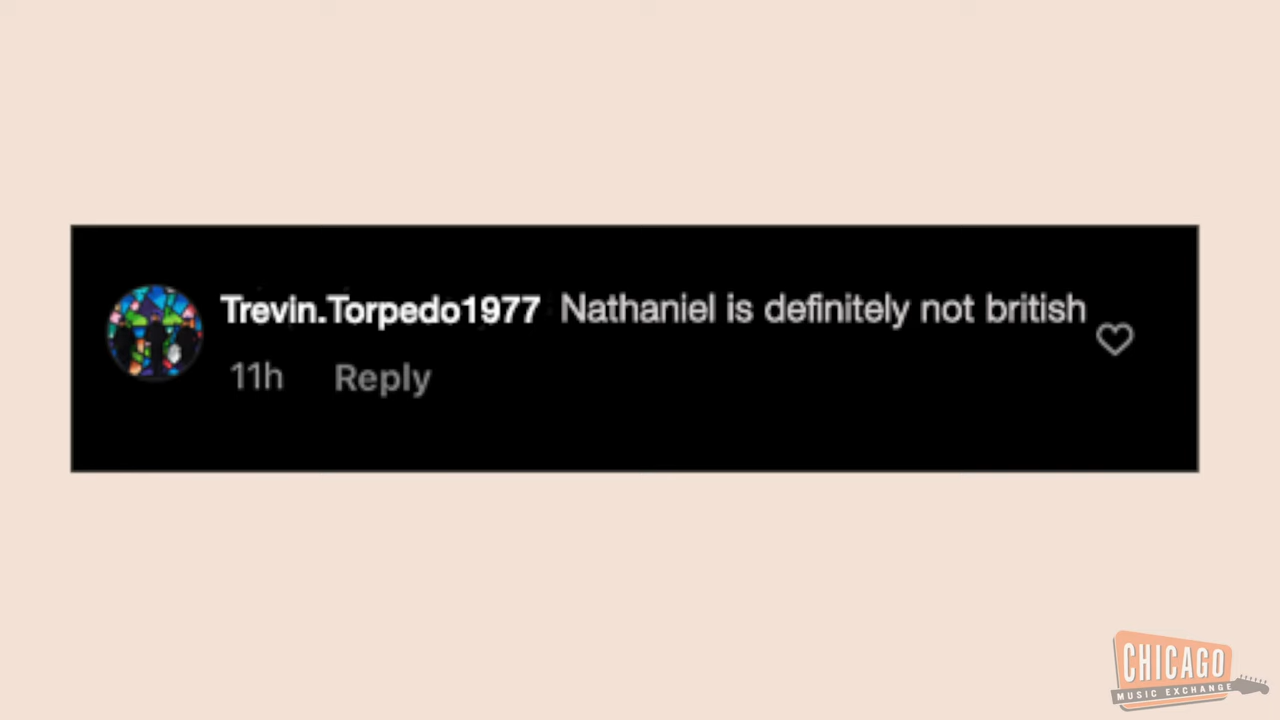 Trevin.Torpedo1977 Nathaniel is definitely not british
11h Reply
CHICAGO
MUSIC EXCHANGE